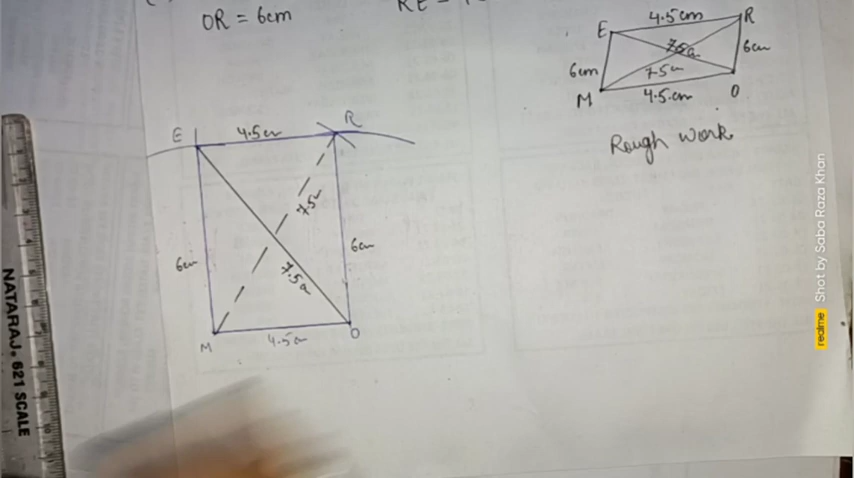 OR = 6cm
RE =
4.5cm
E
R
7.5cm
6cm
6cm
7.5cm
M
4.5cm
O
Rough work
E
4.5cm
R
7.5cm
6cm
6cm
7.5cm
M
4.5cm
O
NATARAJ. 621 SCALE
realme Shot by Saba Raza Khan